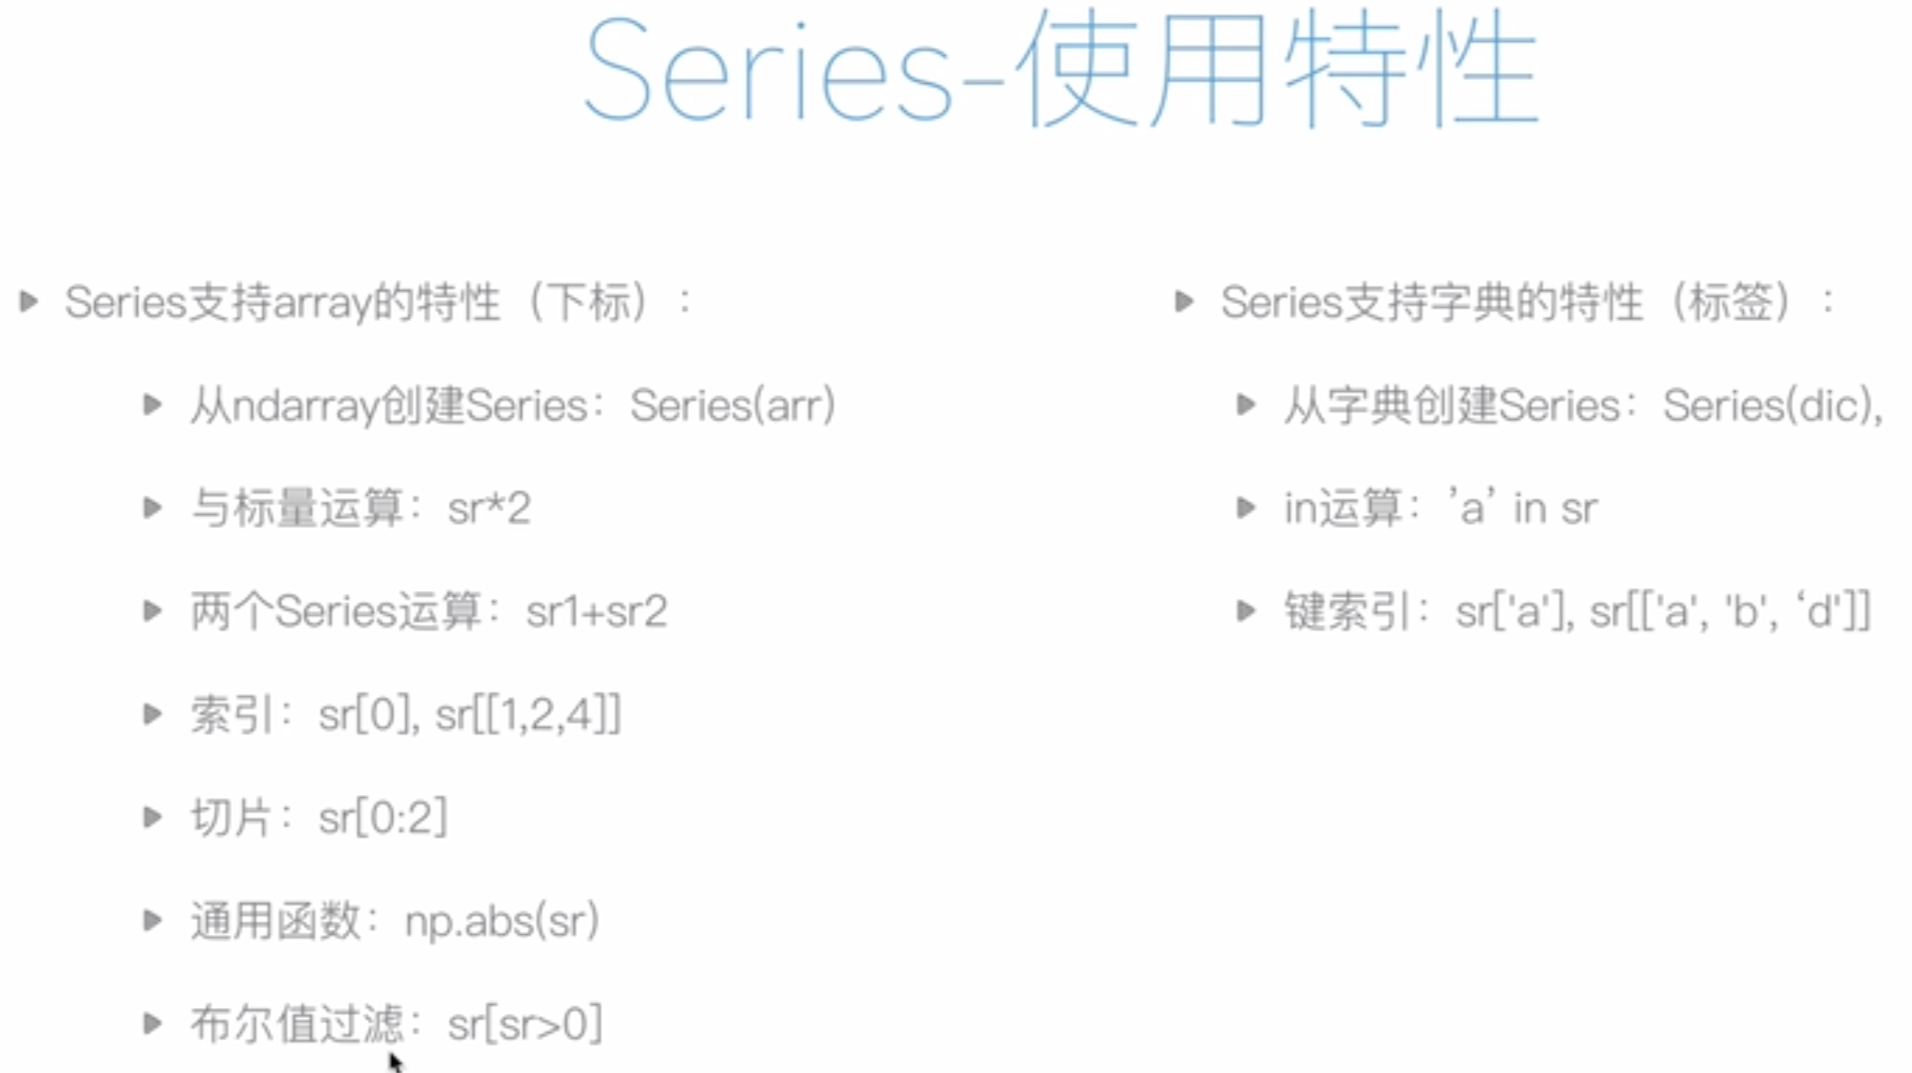 Series-使用特性
Series支持array的特性（下标）：
从ndarray创建Series：Series(arr)
与标量运算：sr*2
两个Series运算：sr1+sr2
索引：sr[0], sr[[1,2,4]]
切片：sr[0:2]
通用函数：np.abs(sr)
布尔值过滤：sr[sr>0]
Series支持字典的特性（标签）：
从字典创建Series：Series(dic),
in运算：’a’ in sr
键索引：sr['a'], sr[['a', 'b', ‘d']]